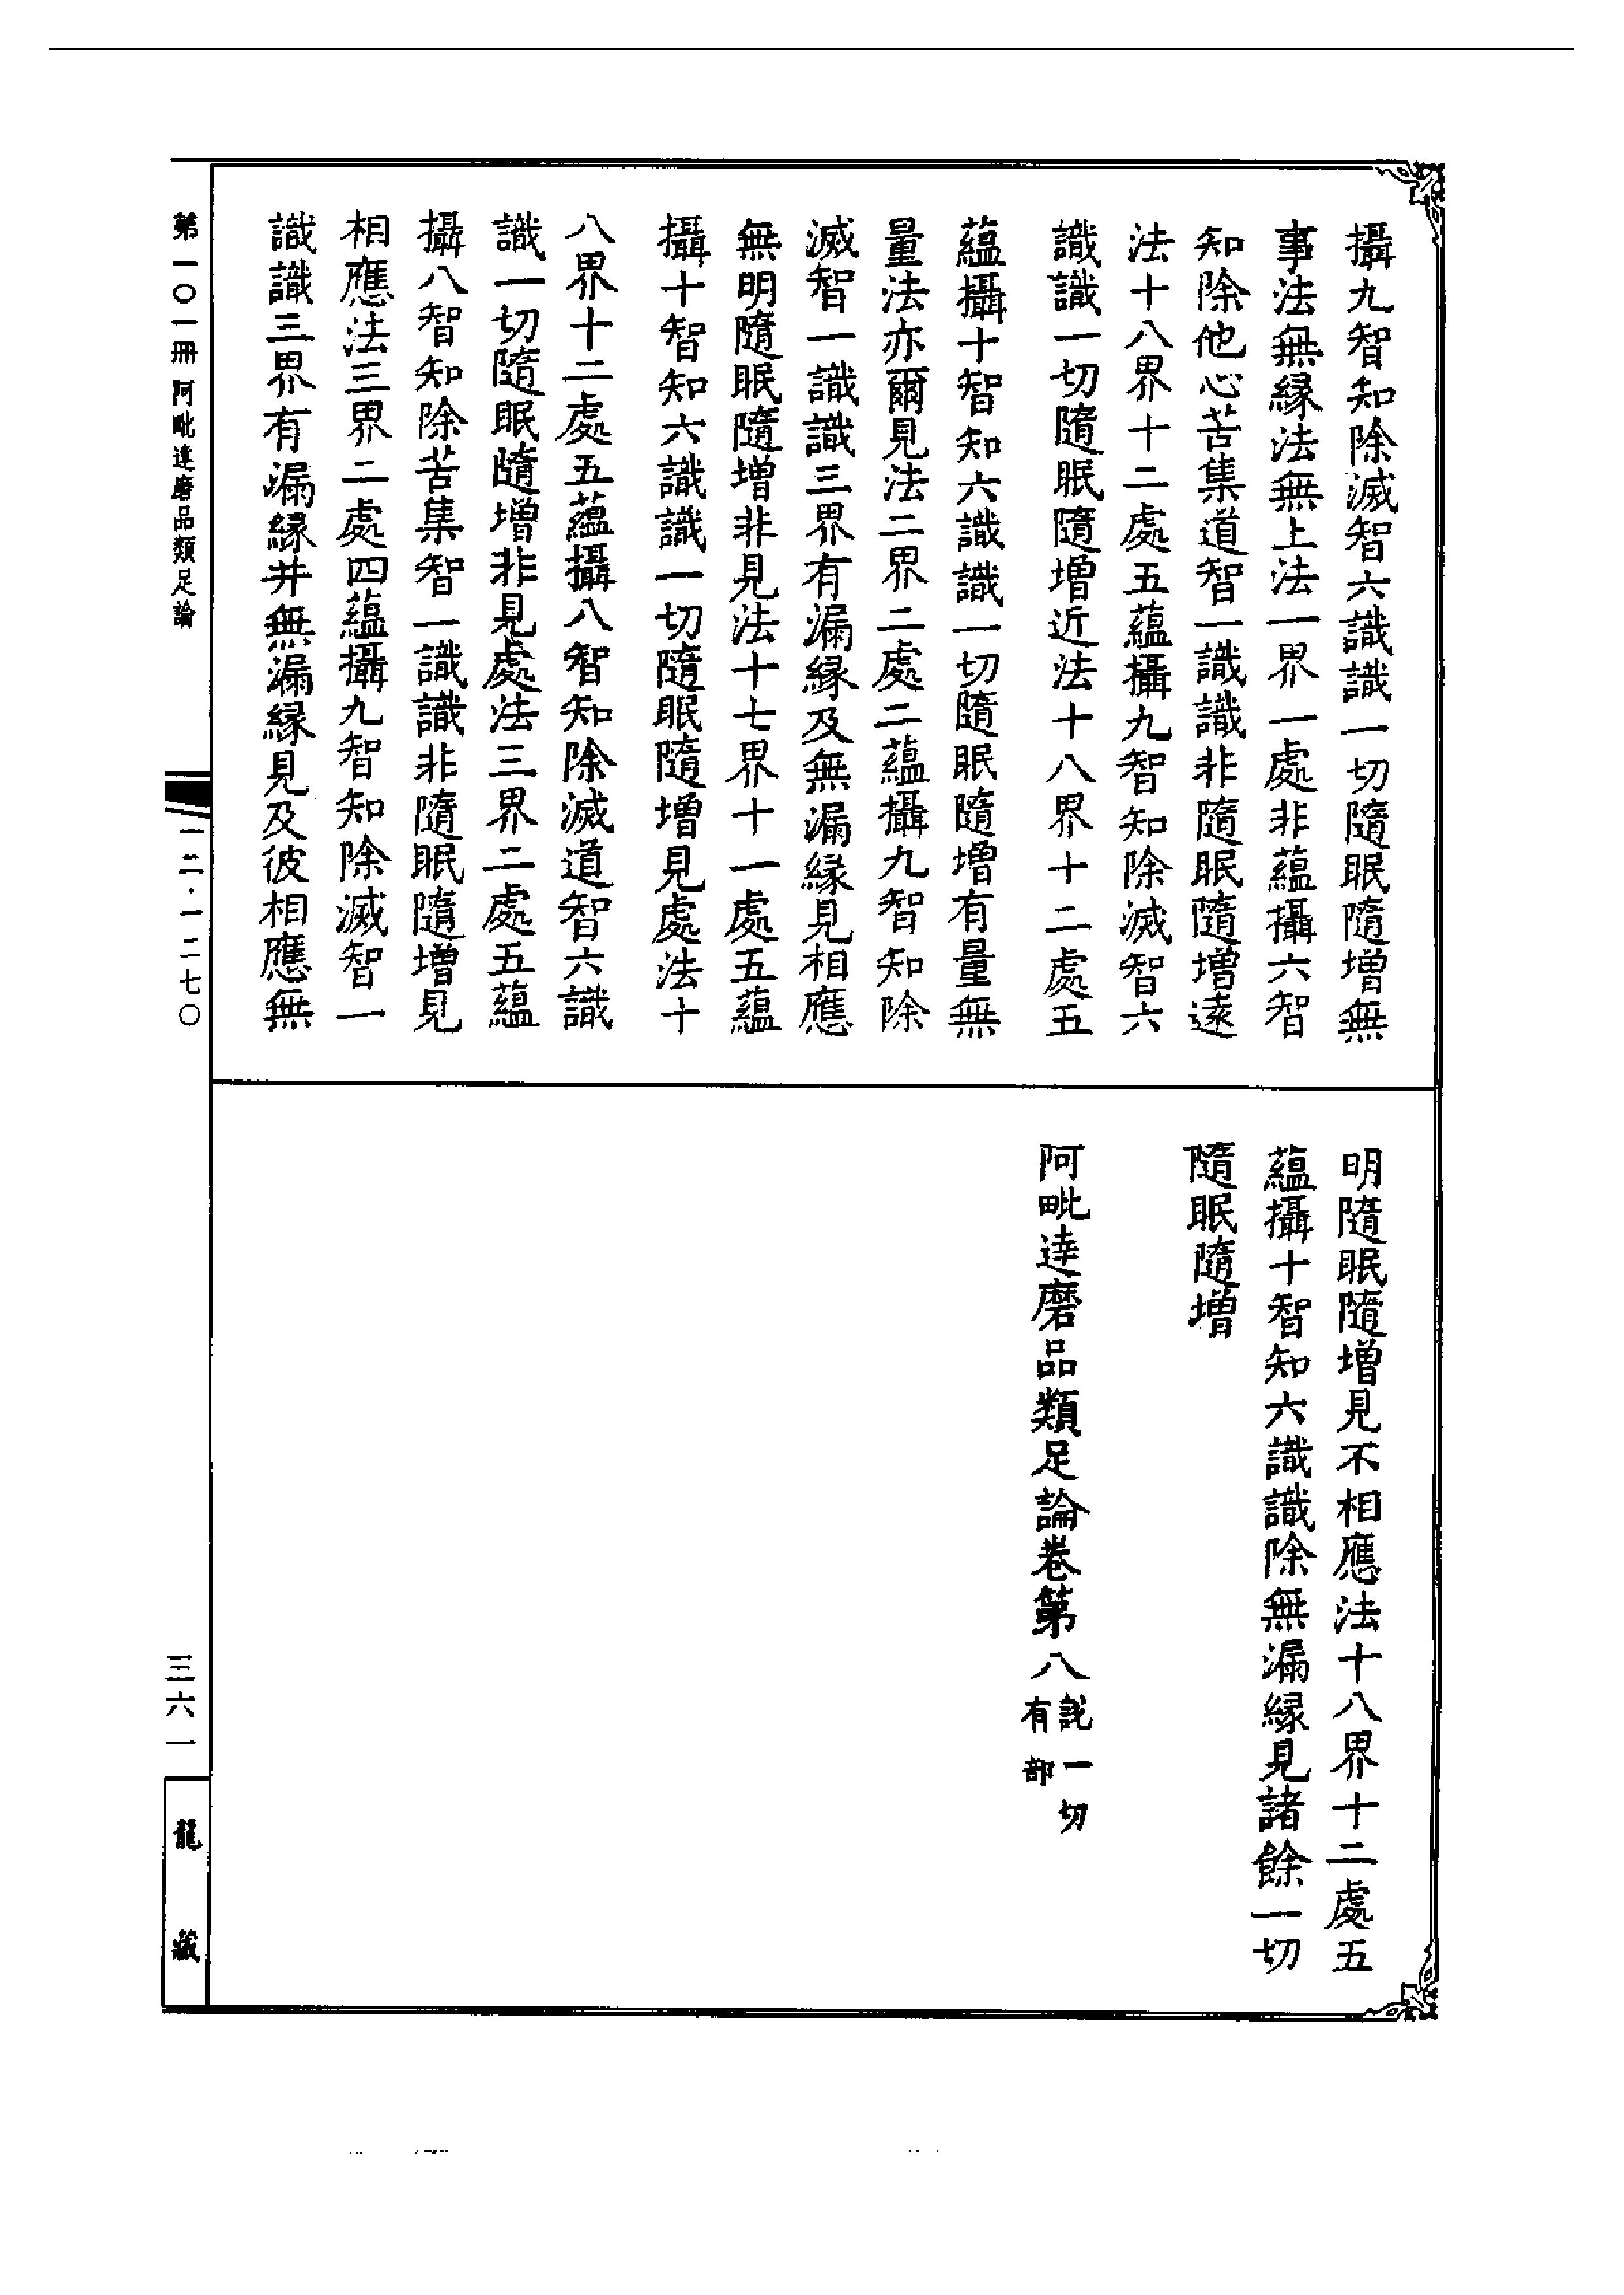 攝九智知除滅智六識識一切隨眠隨增無
事法無緣法無上法一界一處非蘊攝六智
知除他心苦集道智一識識非隨眠隨增遠
法十八界十二處五蘊攝九智知除滅智六
識識一切隨眠隨增近法十八界十二處五
蘊攝十智知六識識一切隨眠隨增有量無
量法亦爾見法二界二處二蘊攝九智知除
滅智一識識三界有漏緣及無漏緣見相應
無明隨眠隨增非見法十七界十一處五蘊
攝十智知六識識一切隨眠隨增見處法十
八界十二處五蘊攝八智知除滅道智六識
識一切隨眠隨增非見處法三界二處五蘊
攝八智知除苦集智一識識非隨眠隨增見
相應法三界二處四蘊攝九智知除滅智一
識識三界有漏緣并無漏緣見及彼相應無
明隨眠隨增見不相應法十八界十二處五
蘊攝十智知六識識除無漏緣見諸餘一切
隨眠隨增
阿毗達磨品類足論卷第八說一切有部
第一〇一冊 阿毗達磨品類足論
一二·一二七〇
三六一
龍藏